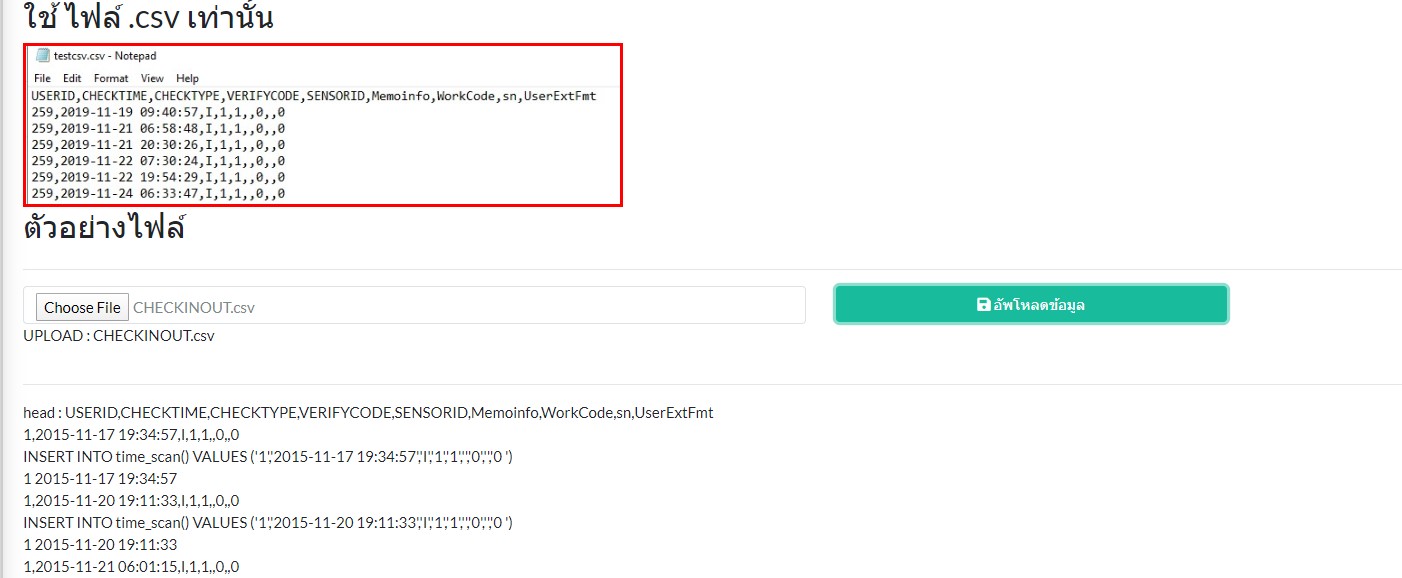 ใช้ ไฟล์ .csv เท่านั้น
testcsv.csv - Notepad
File Edit Format View Help
USERID,CHECKTIME,CHECKTYPE,VERIFYCODE,SENSORID,Memoinfo,WorkCode,sn,UserExtFmt
259,2019-11-19 09:40:57,I,1,1,,0,,0
259,2019-11-21 06:58:48,I,1,1,,0,,0
259,2019-11-21 20:30:26,I,1,1,,0,,0
259,2019-11-22 07:30:24,I,1,1,,0,,0
259,2019-11-22 19:54:29,I,1,1,,0,,0
259,2019-11-24 06:33:47,I,1,1,,0,,0
ตัวอย่างไฟล์
Choose File CHECKINOUT.csv
อัพโหลดข้อมูล
UPLOAD : CHECKINOUT.csv
head : USERID,CHECKTIME,CHECKTYPE,VERIFYCODE,SENSORID,Memoinfo,WorkCode,sn,UserExtFmt
1,2015-11-17 19:34:57,I,1,1,,0,,0
INSERT INTO time_scan() VALUES ('1','2015-11-17 19:34:57','I','1','1','','0','','0 ')
1 2015-11-17 19:34:57
1,2015-11-20 19:11:33,I,1,1,,0,,0
INSERT INTO time_scan() VALUES ('1','2015-11-20 19:11:33','I','1','1','','0','','0 ')
1 2015-11-20 19:11:33
1,2015-11-21 06:01:15,I,1,1,,0,,0